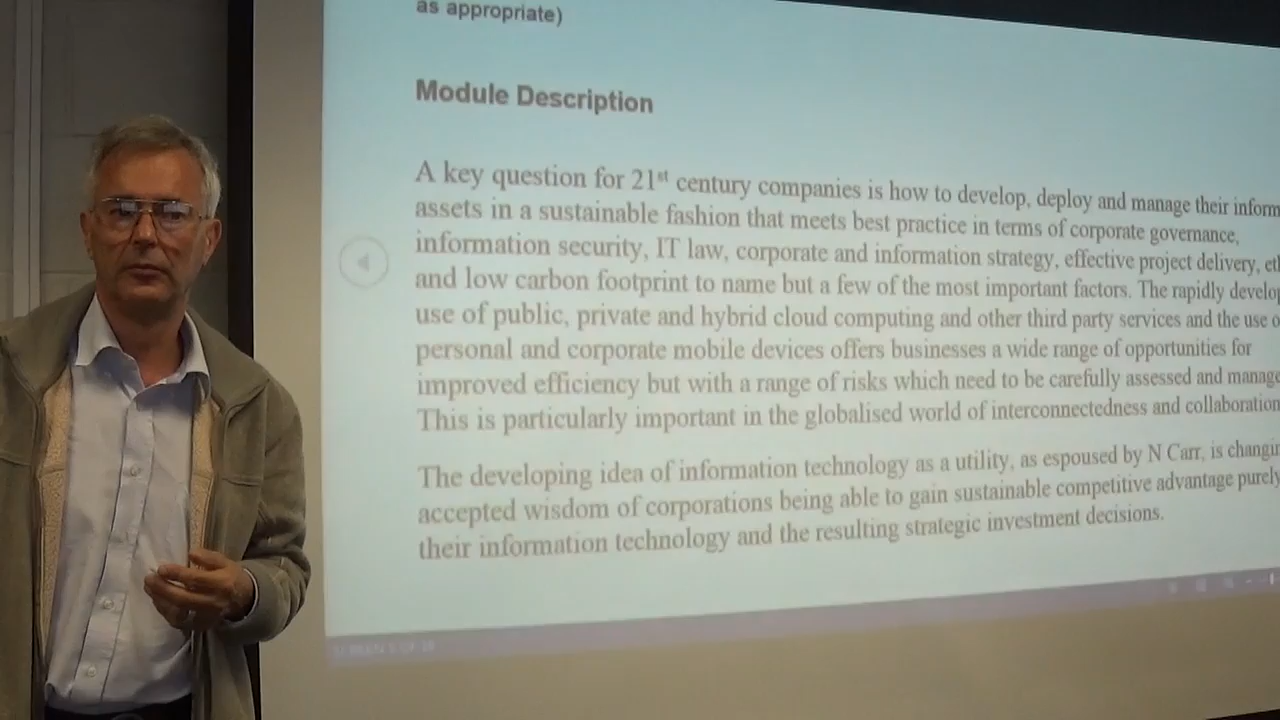 as appropriate)
Module Description
A key question for 21st century companies is how to develop, deploy and manage their inform
assets in a sustainable fashion that meets best practice in terms of corporate governance,
information security, IT law, corporate and information strategy, effective project delivery, eth
and low carbon footprint to name but a few of the most important factors. The rapidly develop
use of public, private and hybrid cloud computing and other third party services and the use o
personal and corporate mobile devices offers businesses a wide range of opportunities for
improved efficiency but with a range of risks which need to be carefully assessed and manage
This is particularly important in the globalised world of interconnectedness and collaboration
The developing idea of information technology as a utility, as espoused by N Carr, is changi
accepted wisdom of corporations being able to gain sustainable competitive advantage purely
their information technology and the resulting strategic investment decisions.